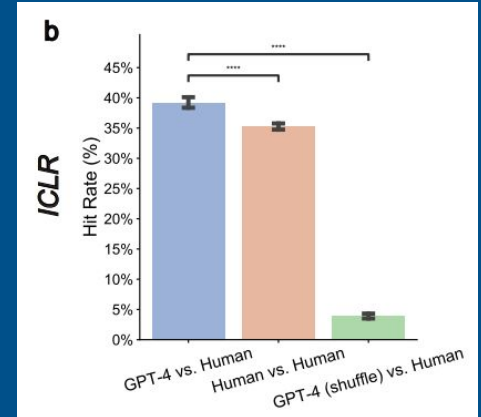 b
ICLR
Hit Rate (%)
45%
40%
35%
30%
25%
20%
15%
10%
5%
0%
****
****
GPT-4 vs. Human
Human vs. Human
GPT-4 (shuffle) vs. Human